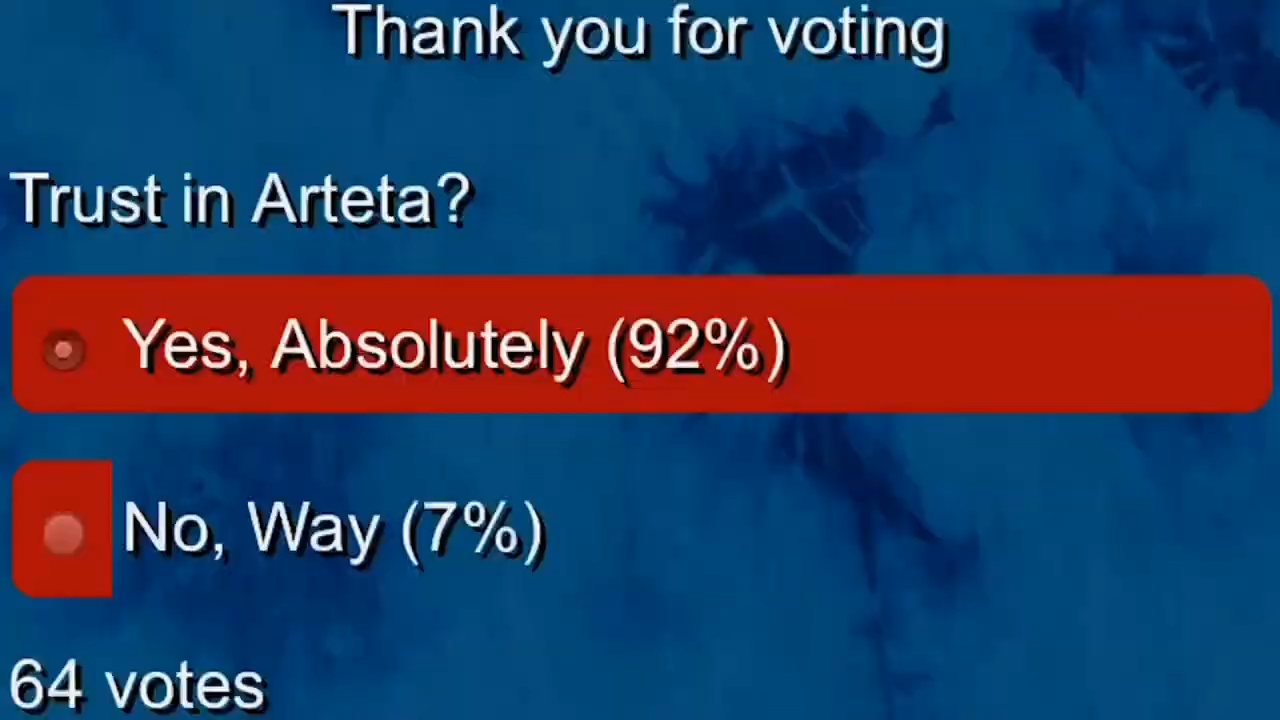 Thank you for voting
Trust in Arteta?
Yes, Absolutely (92%)
No, Way (7%)
64 votes